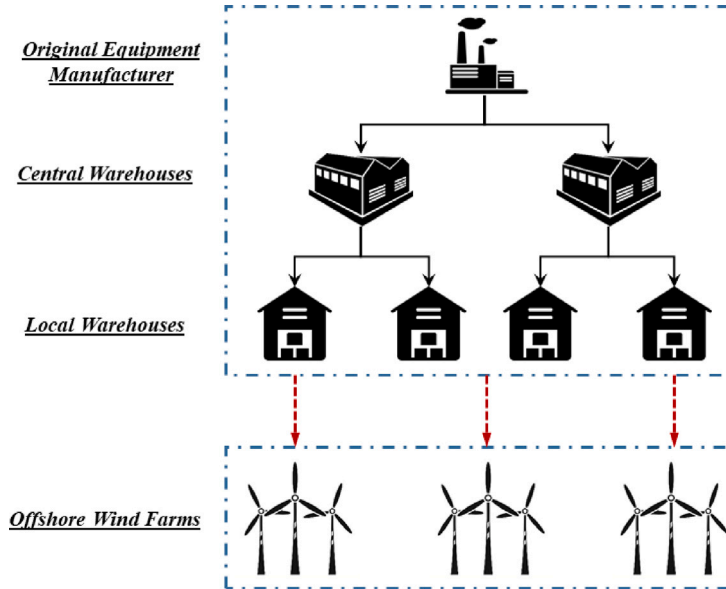 Original Equipment
Manufacturer
Central Warehouses
Local Warehouses
Offshore Wind Farms